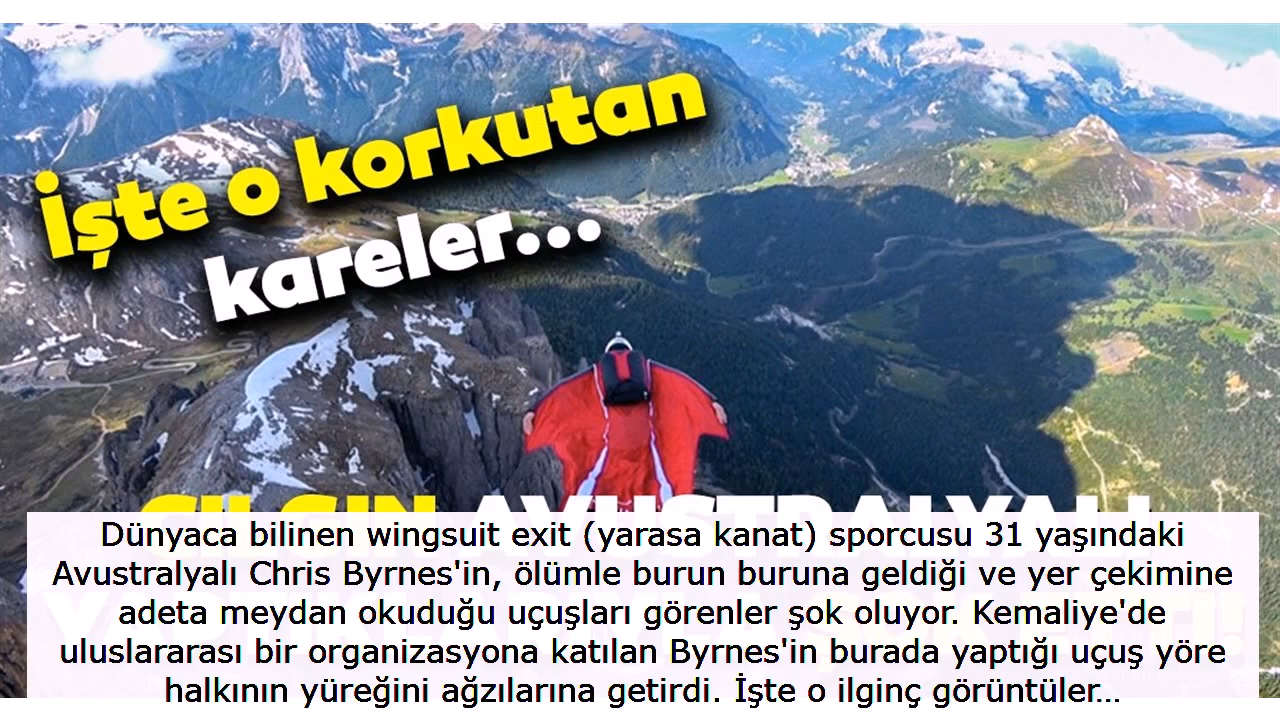 İşte o korkutan
kareler...
ÇILGIN AVUSTRALYALI
Dünyaca bilinen wingsuit exit (yarasa kanat) sporcusu 31 yaşındaki
Avustralyalı Chris Byrnes'in, ölümle burun buruna geldiği ve yer çekimine
adeta meydan okuduğu uçuşları görenler şok oluyor. Kemaliye'de
uluslararası bir organizasyona katılan Byrnes'in burada yaptığı uçuş yöre
halkının yüreğini ağzılarına getirdi. İşte o ilginç görüntüler...